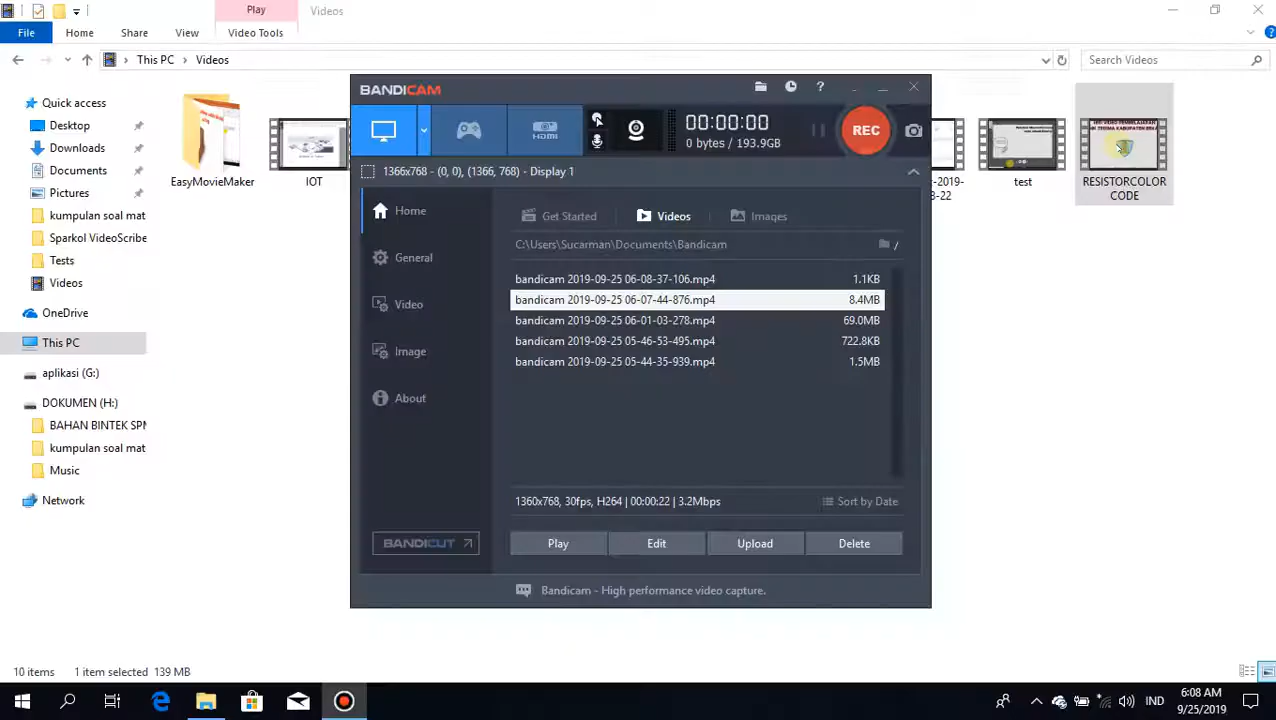 Play
Videos
File
Home
Share
View
Video Tools
This PC
Videos
Search Videos
Quick access
Desktop
Downloads
Documents
Pictures
kumpulan soal mat
Sparkol VideoScribe
Tests
Videos
OneDrive
This PC
aplikasi (G:)
DOKUMEN (H:)
BAHAN BINTEK SPM
kumpulan soal mat
Music
Network
EasyMovieMaker
IOT
-2019-
-22
test
RESISTORCOLOR
CODE
BANDICAM
?
HDMI
00:00:00
0 bytes / 193.9GB
REC
1366x768 - (0, 0), (1366, 768) - Display 1
Home
General
Video
Image
About
BANDICUT
Get Started
Videos
Images
C:\Users\Sucarman\Documents\Bandicam
/
bandicam 2019-09-25 06-08-37-106.mp4 1.1KB
bandicam 2019-09-25 06-07-44-876.mp4 8.4MB
bandicam 2019-09-25 06-01-03-278.mp4 69.0MB
bandicam 2019-09-25 05-46-53-495.mp4 722.8KB
bandicam 2019-09-25 05-44-35-939.mp4 1.5MB
1360x768, 30fps, H264 | 00:00:22 | 3.2Mbps
Sort by Date
Play
Edit
Upload
Delete
Bandicam - High performance video capture.
10 items
1 item selected 139 MB
IND
6:08 AM
9/25/2019